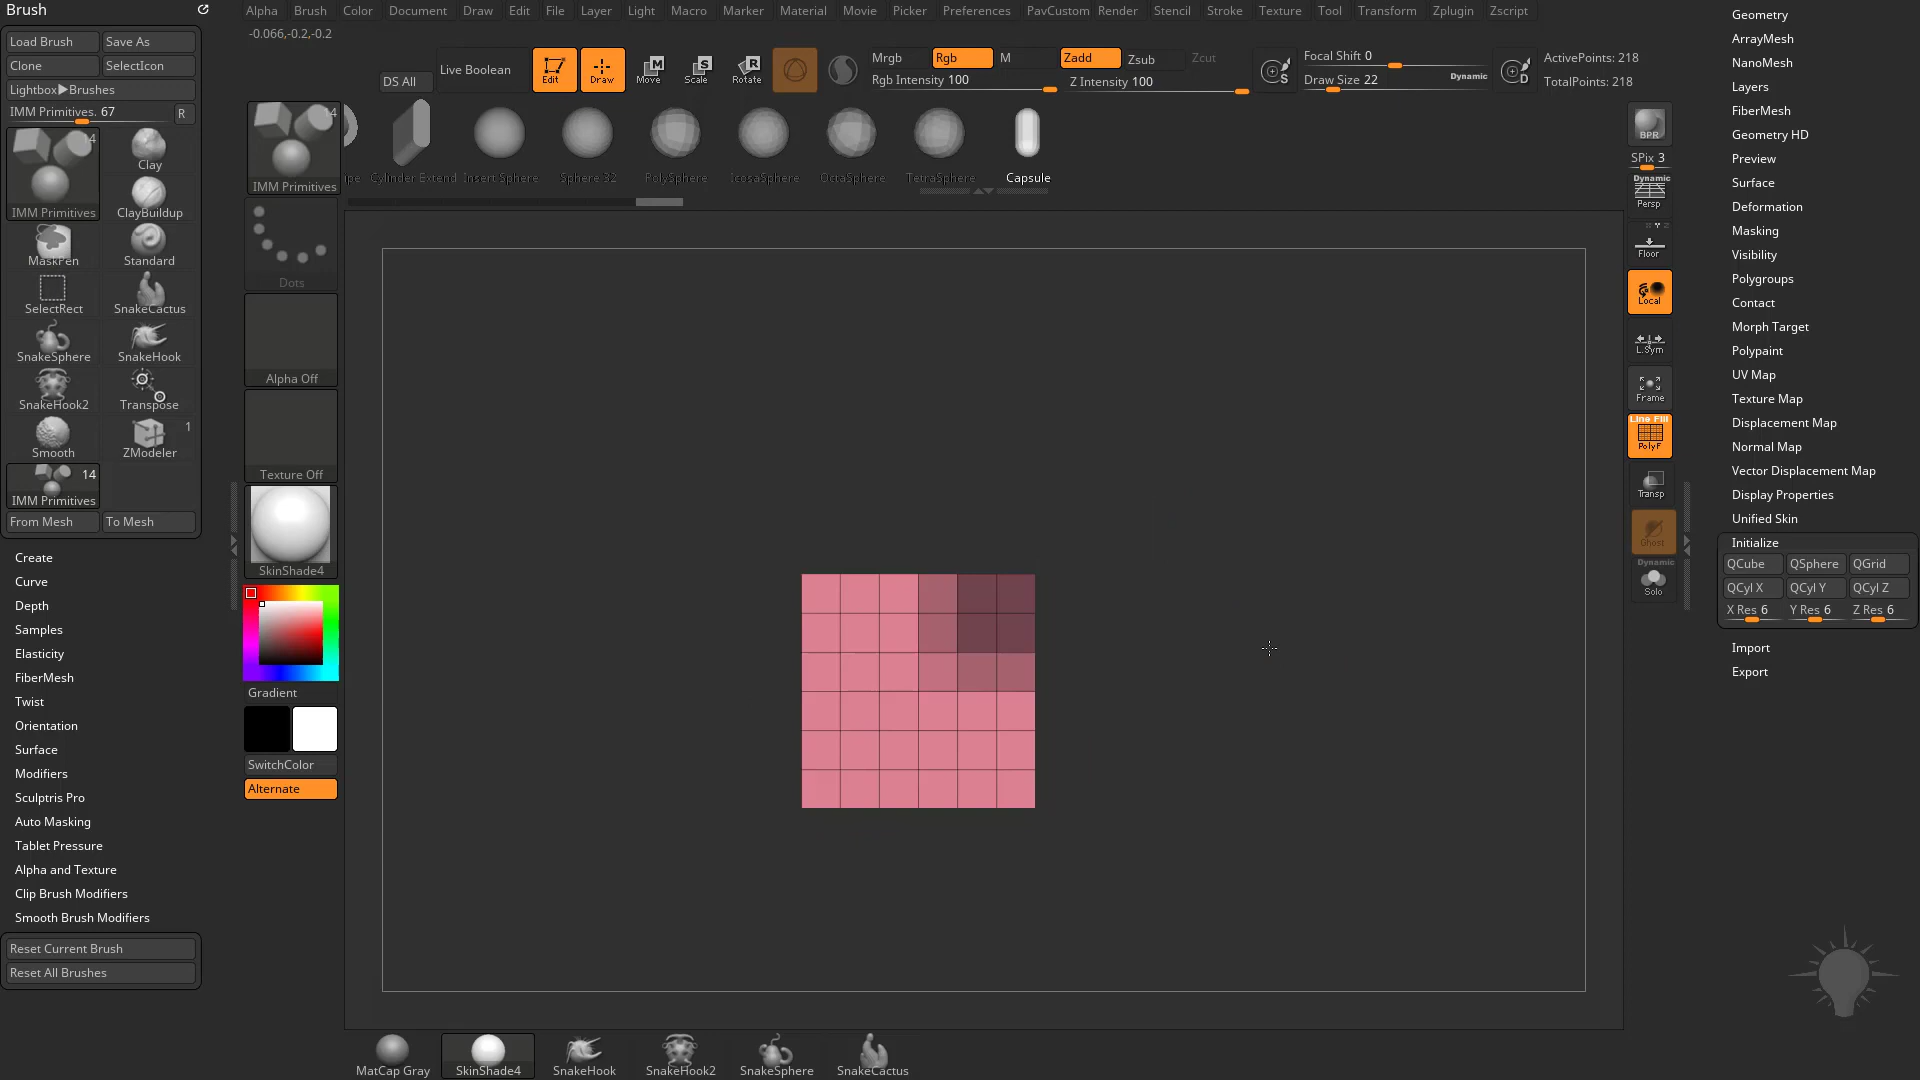 Brush
Alpha Brush Color Document Draw Edit File Layer Light Macro Marker Material Movie Picker Preferences PavCustom Render Stencil Stroke Texture Tool Transform Zplugin Zscript
-0.066,-0.2,-0.2
Load Brush Save As
Clone SelectIcon
Lightbox▶Brushes
IMM Primitives. 67 R
14
IMM Primitives
Clay
ClayBuildup
MaskPen Standard
SelectRect SnakeCactus
SnakeSphere SnakeHook
SnakeHook2 Transpose
1
Smooth ZModeler
14
IMM Primitives
From Mesh To Mesh
Create
Curve
Depth
Samples
Elasticity
FiberMesh
Twist
Orientation
Surface
Modifiers
Sculptris Pro
Auto Masking
Tablet Pressure
Alpha and Texture
Clip Brush Modifiers
Smooth Brush Modifiers
Reset Current Brush
Reset All Brushes
DS All
Live Boolean
Edit
Draw
Move
Scale
Rotate
Mrgb Rgb M
Rgb Intensity 100
Zadd Zsub Zcut
Z Intensity 100
S
Focal Shift 0
Draw Size 22 Dynamic
D
ActivePoints: 218
TotalPoints: 218
14
IMM Primitives
Cylinder Extend Insert Sphere Sphere 32 PolySphere IcosaSphere OctaSphere TetraSphere Capsule
Dots
Alpha Off
Texture Off
SkinShade4
Gradient
SwitchColor
Alternate
BPR
SPix 3
Dynamic
Persp
Floor
Local
L.Sym
Frame
Line Fill
PolyF
Transp
Ghost
Dynamic
Solo
Geometry
ArrayMesh
NanoMesh
Layers
FiberMesh
Geometry HD
Preview
Surface
Deformation
Masking
Visibility
Polygroups
Contact
Morph Target
Polypaint
UV Map
Texture Map
Displacement Map
Normal Map
Vector Displacement Map
Display Properties
Unified Skin
Initialize
QCube QSphere QGrid
QCyl X QCyl Y QCyl Z
X Res 6 Y Res 6 Z Res 6
Import
Export
MatCap Gray SkinShade4 SnakeHook SnakeHook2 SnakeSphere SnakeCactus